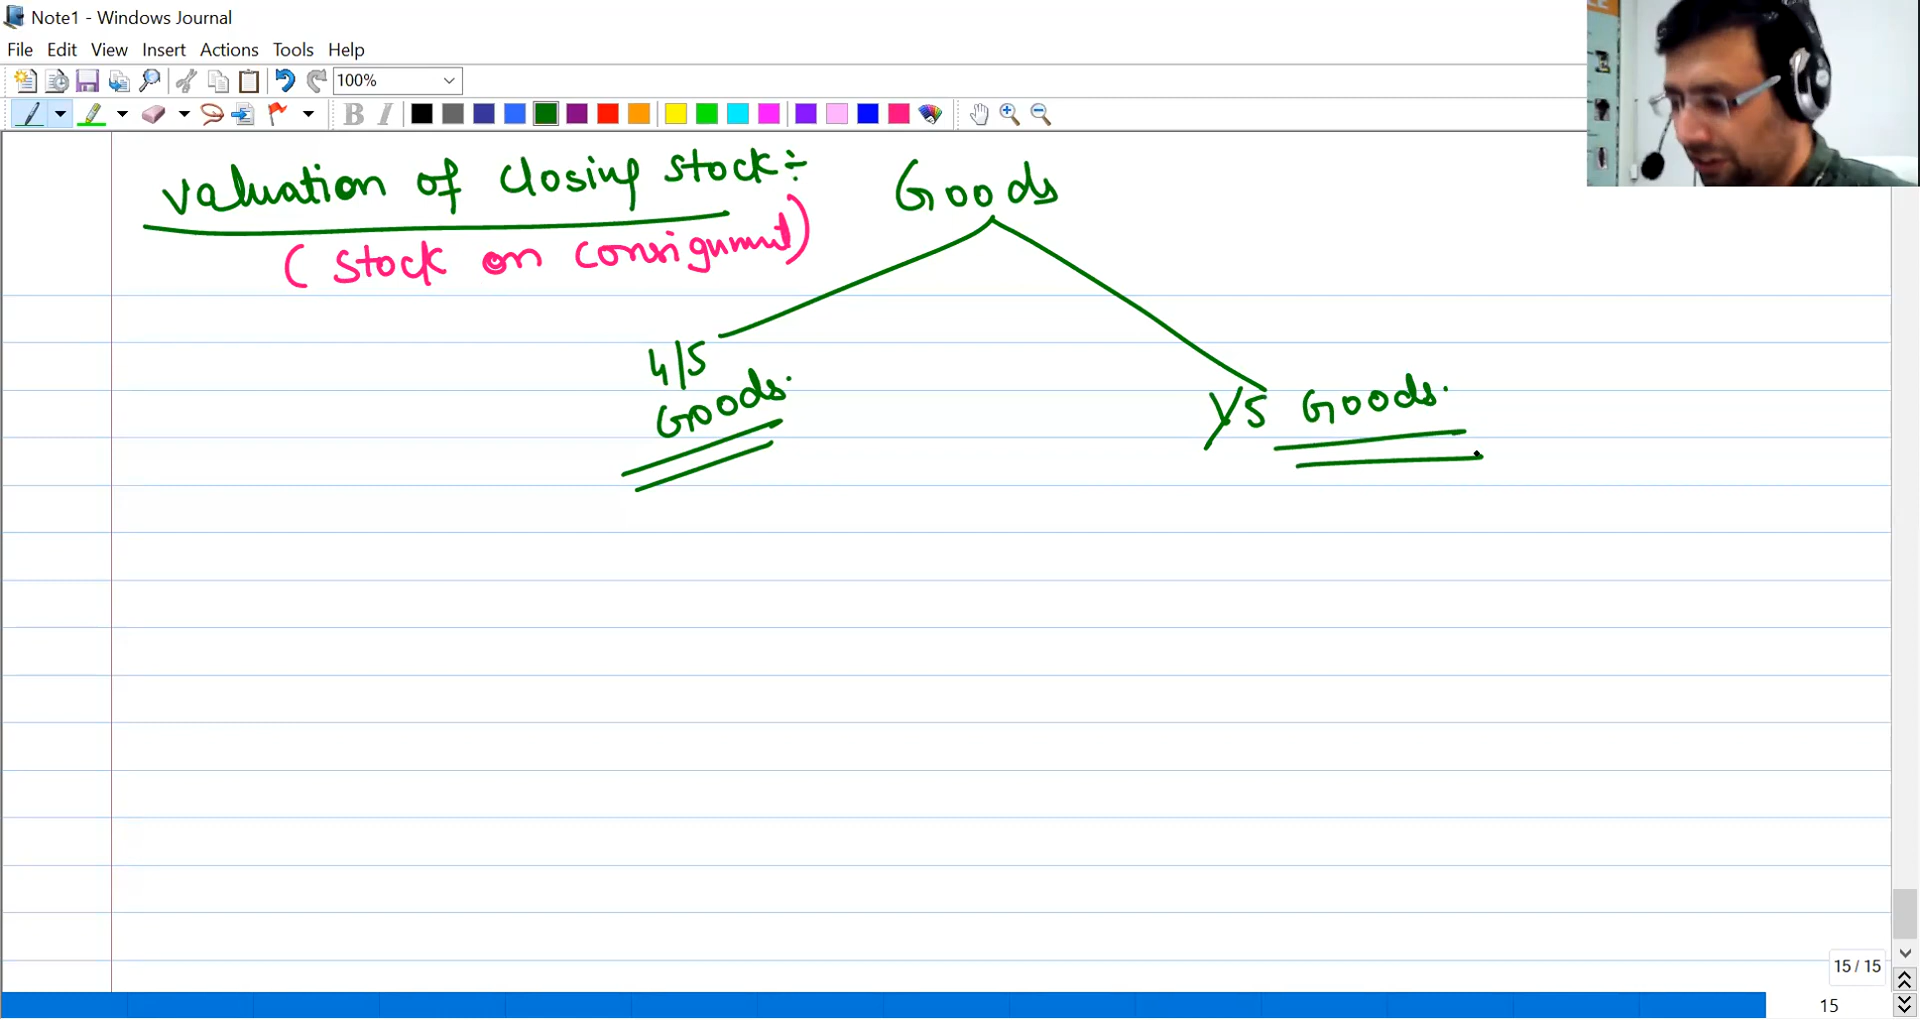 Note1 - Windows Journal
File Edit View Insert Actions Tools Help
100%
B I
valuation of closing stock:-
(stock on consignment)
Goods
4/5
Goods.
1/5 Goods.
15 / 15
15